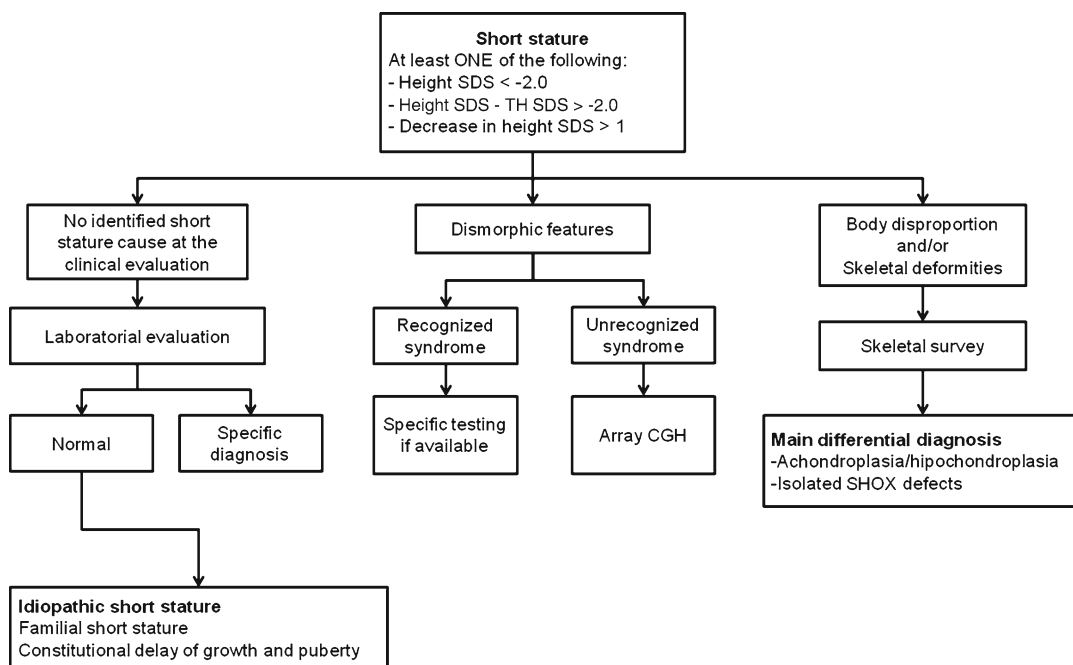 Short stature
At least ONE of the following:
- Height SDS < -2.0
- Height SDS - TH SDS > -2.0
- Decrease in height SDS > 1
No identified short
stature cause at the
clinical evaluation
Dismorphic features
Body disproportion
and/or
Skeletal deformities
Laboratorial evaluation
Recognized
syndrome
Unrecognized
syndrome
Skeletal survey
Normal
Specific
diagnosis
Specific testing
if available
Array CGH
Main differential diagnosis
-Achondroplasia/hipochondroplasia
-Isolated SHOX defects
Idiopathic short stature
Familial short stature
Constitutional delay of growth and puberty